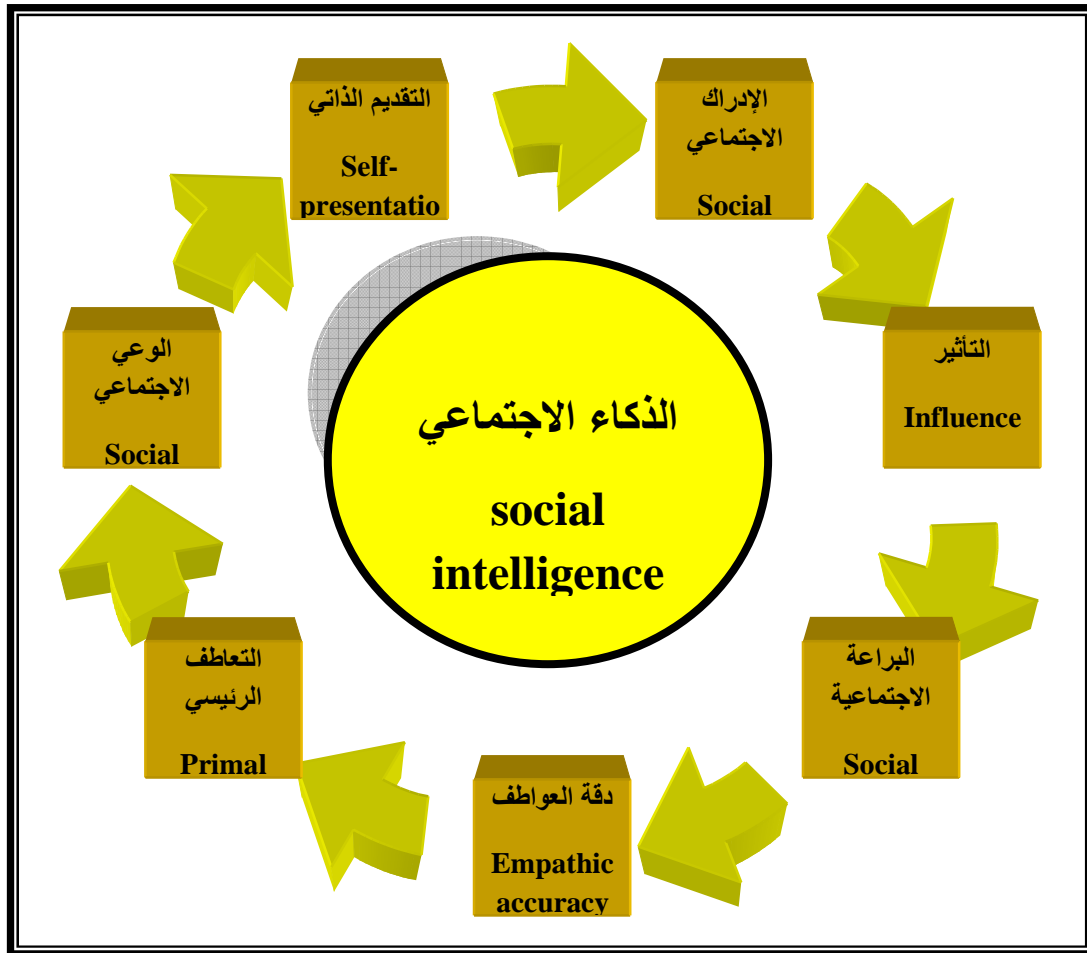 التقديم الذاتي
Self-
presentatio
الإدراك
الاجتماعي
Social
التأثير
Influence
البراعة
الاجتماعية
Social
دقة العواطف
Empathic
accuracy
التعاطف
الرئيسي
Primal
الوعي
الاجتماعي
Social
الذكاء الاجتماعي
social
intelligence